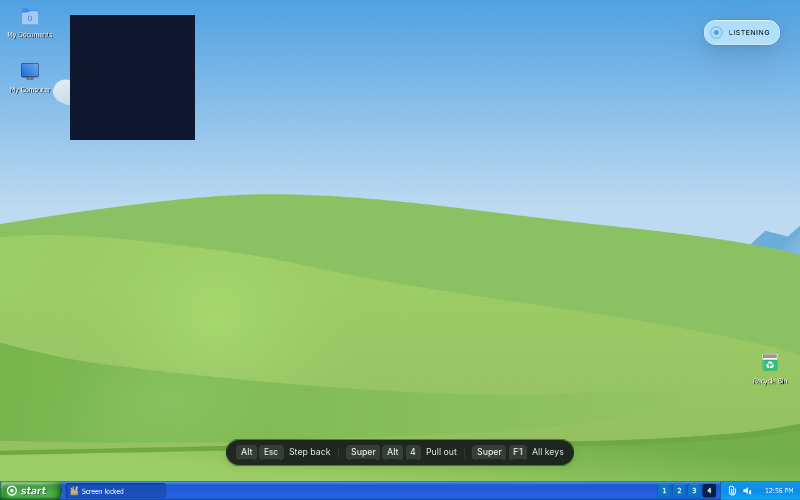 My Documents
My Computer
LISTENING
Recycle Bin
Alt Esc Step back Super Alt 4 Pull out Super F1 All keys
start Screen locked 1 2 3 4 12:56 PM